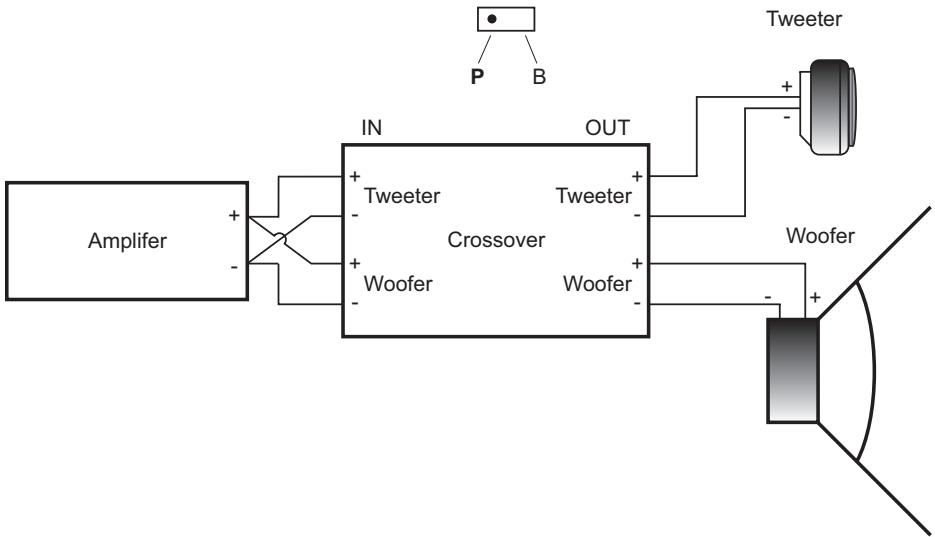 Tweeter
P B
IN OUT
+
-
+ Tweeter Tweeter +
- -
+ Amplifer Crossover Woofer
-
+ Woofer Woofer +
- -
- +